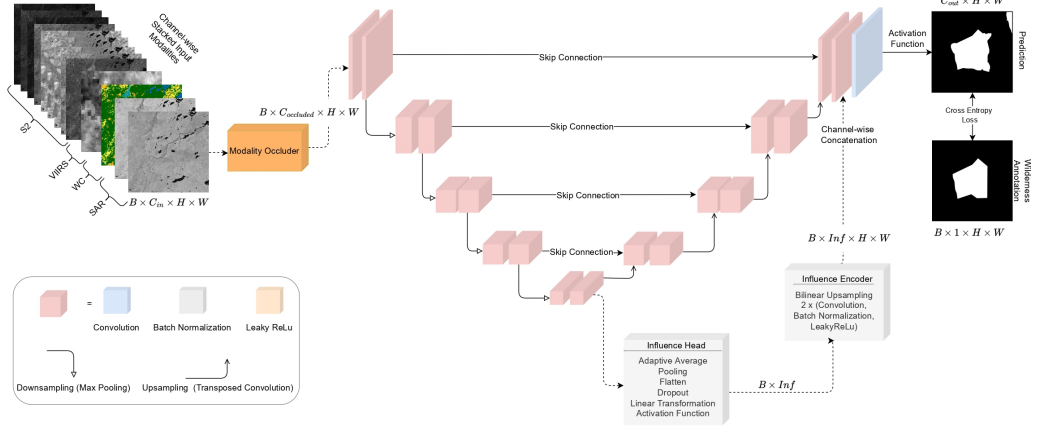 Channel-wise
Stacked Input
Modalities
S2
VIIRS
WC
SAR
B × C_in × H × W
Modality Occluder
B × C_occluded × H × W
Skip Connection
Skip Connection
Skip Connection
Skip Connection
Channel-wise
Concatenation
Activation
Function
C_out × H × W
Prediction
Cross Entropy
Loss
Wilderness
Annotation
B × 1 × H × W
B × Inf × H × W
Influence Encoder
Bilinear Upsampling
2 x (Convolution,
Batch Normalization,
LeakyReLu)
Influence Head
Adaptive Average
Pooling
Flatten
Dropout
Linear Transformation
Activation Function
B × Inf
=
Convolution
Batch Normalization
Leaky ReLu
Downsampling (Max Pooling)
Upsampling (Transposed Convolution)